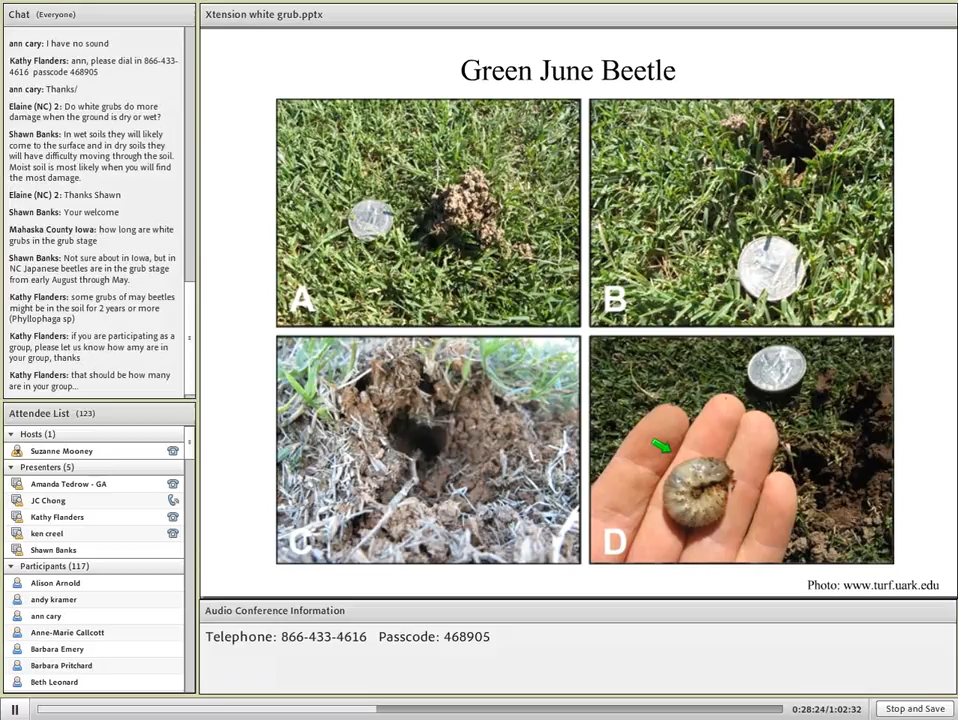 Chat (Everyone)
ann cary: I have no sound
Kathy Flanders: ann, please dial in 866-433-
4616 passcode 468905
ann cary: Thanks/
Elaine (NC) 2: Do white grubs do more
damage when the ground is dry or wet?
Shawn Banks: In wet soils they will likely
come to the surface and in dry soils they
will have difficulty moving through the soil.
Moist soil is most likely when you will find
the most damage.
Elaine (NC) 2: Thanks Shawn
Shawn Banks: Your welcome
Mahaska County Iowa: how long are white
grubs in the grub stage
Shawn Banks: Not sure about in Iowa, but in
NC Japanese beetles are in the grub stage
from early August through May.
Kathy Flanders: some grubs of may beetles
might be in the soil for 2 years or more
(Phyllophaga sp)
Kathy Flanders: if you are participating as a
group, please let us know how amy are in
your group, thanks
Kathy Flanders: that should be how many
are in your group...
Attendee List (123)
Hosts (1)
Suzanne Mooney
Presenters (5)
Amanda Tedrow - GA
JC Chong
Kathy Flanders
ken creel
Shawn Banks
Participants (117)
Alison Arnold
andy kramer
ann cary
Anne-Marie Callcott
Barbara Emery
Barbara Pritchard
Beth Leonard
Xtension white grub.pptx
Green June Beetle
A
B
C
D
Photo: www.turf.uark.edu
Audio Conference Information
Telephone: 866-433-4616 Passcode: 468905
0:28:24/1:02:32
Stop and Save